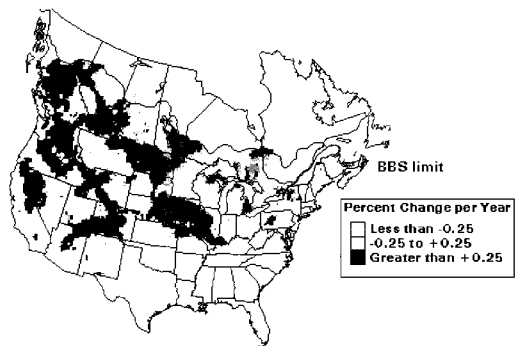 BBS limit
Percent Change per Year
Less than -0.25
-0.25 to +0.25
Greater than +0.25